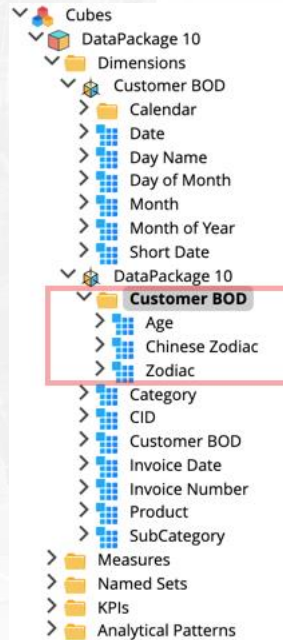 Cubes
DataPackage 10
Dimensions
Customer BOD
Calendar
Date
Day Name
Day of Month
Month
Month of Year
Short Date
DataPackage 10
Customer BOD
Age
Chinese Zodiac
Zodiac
Category
CID
Customer BOD
Invoice Date
Invoice Number
Product
SubCategory
Measures
Named Sets
KPIs
Analytical Patterns